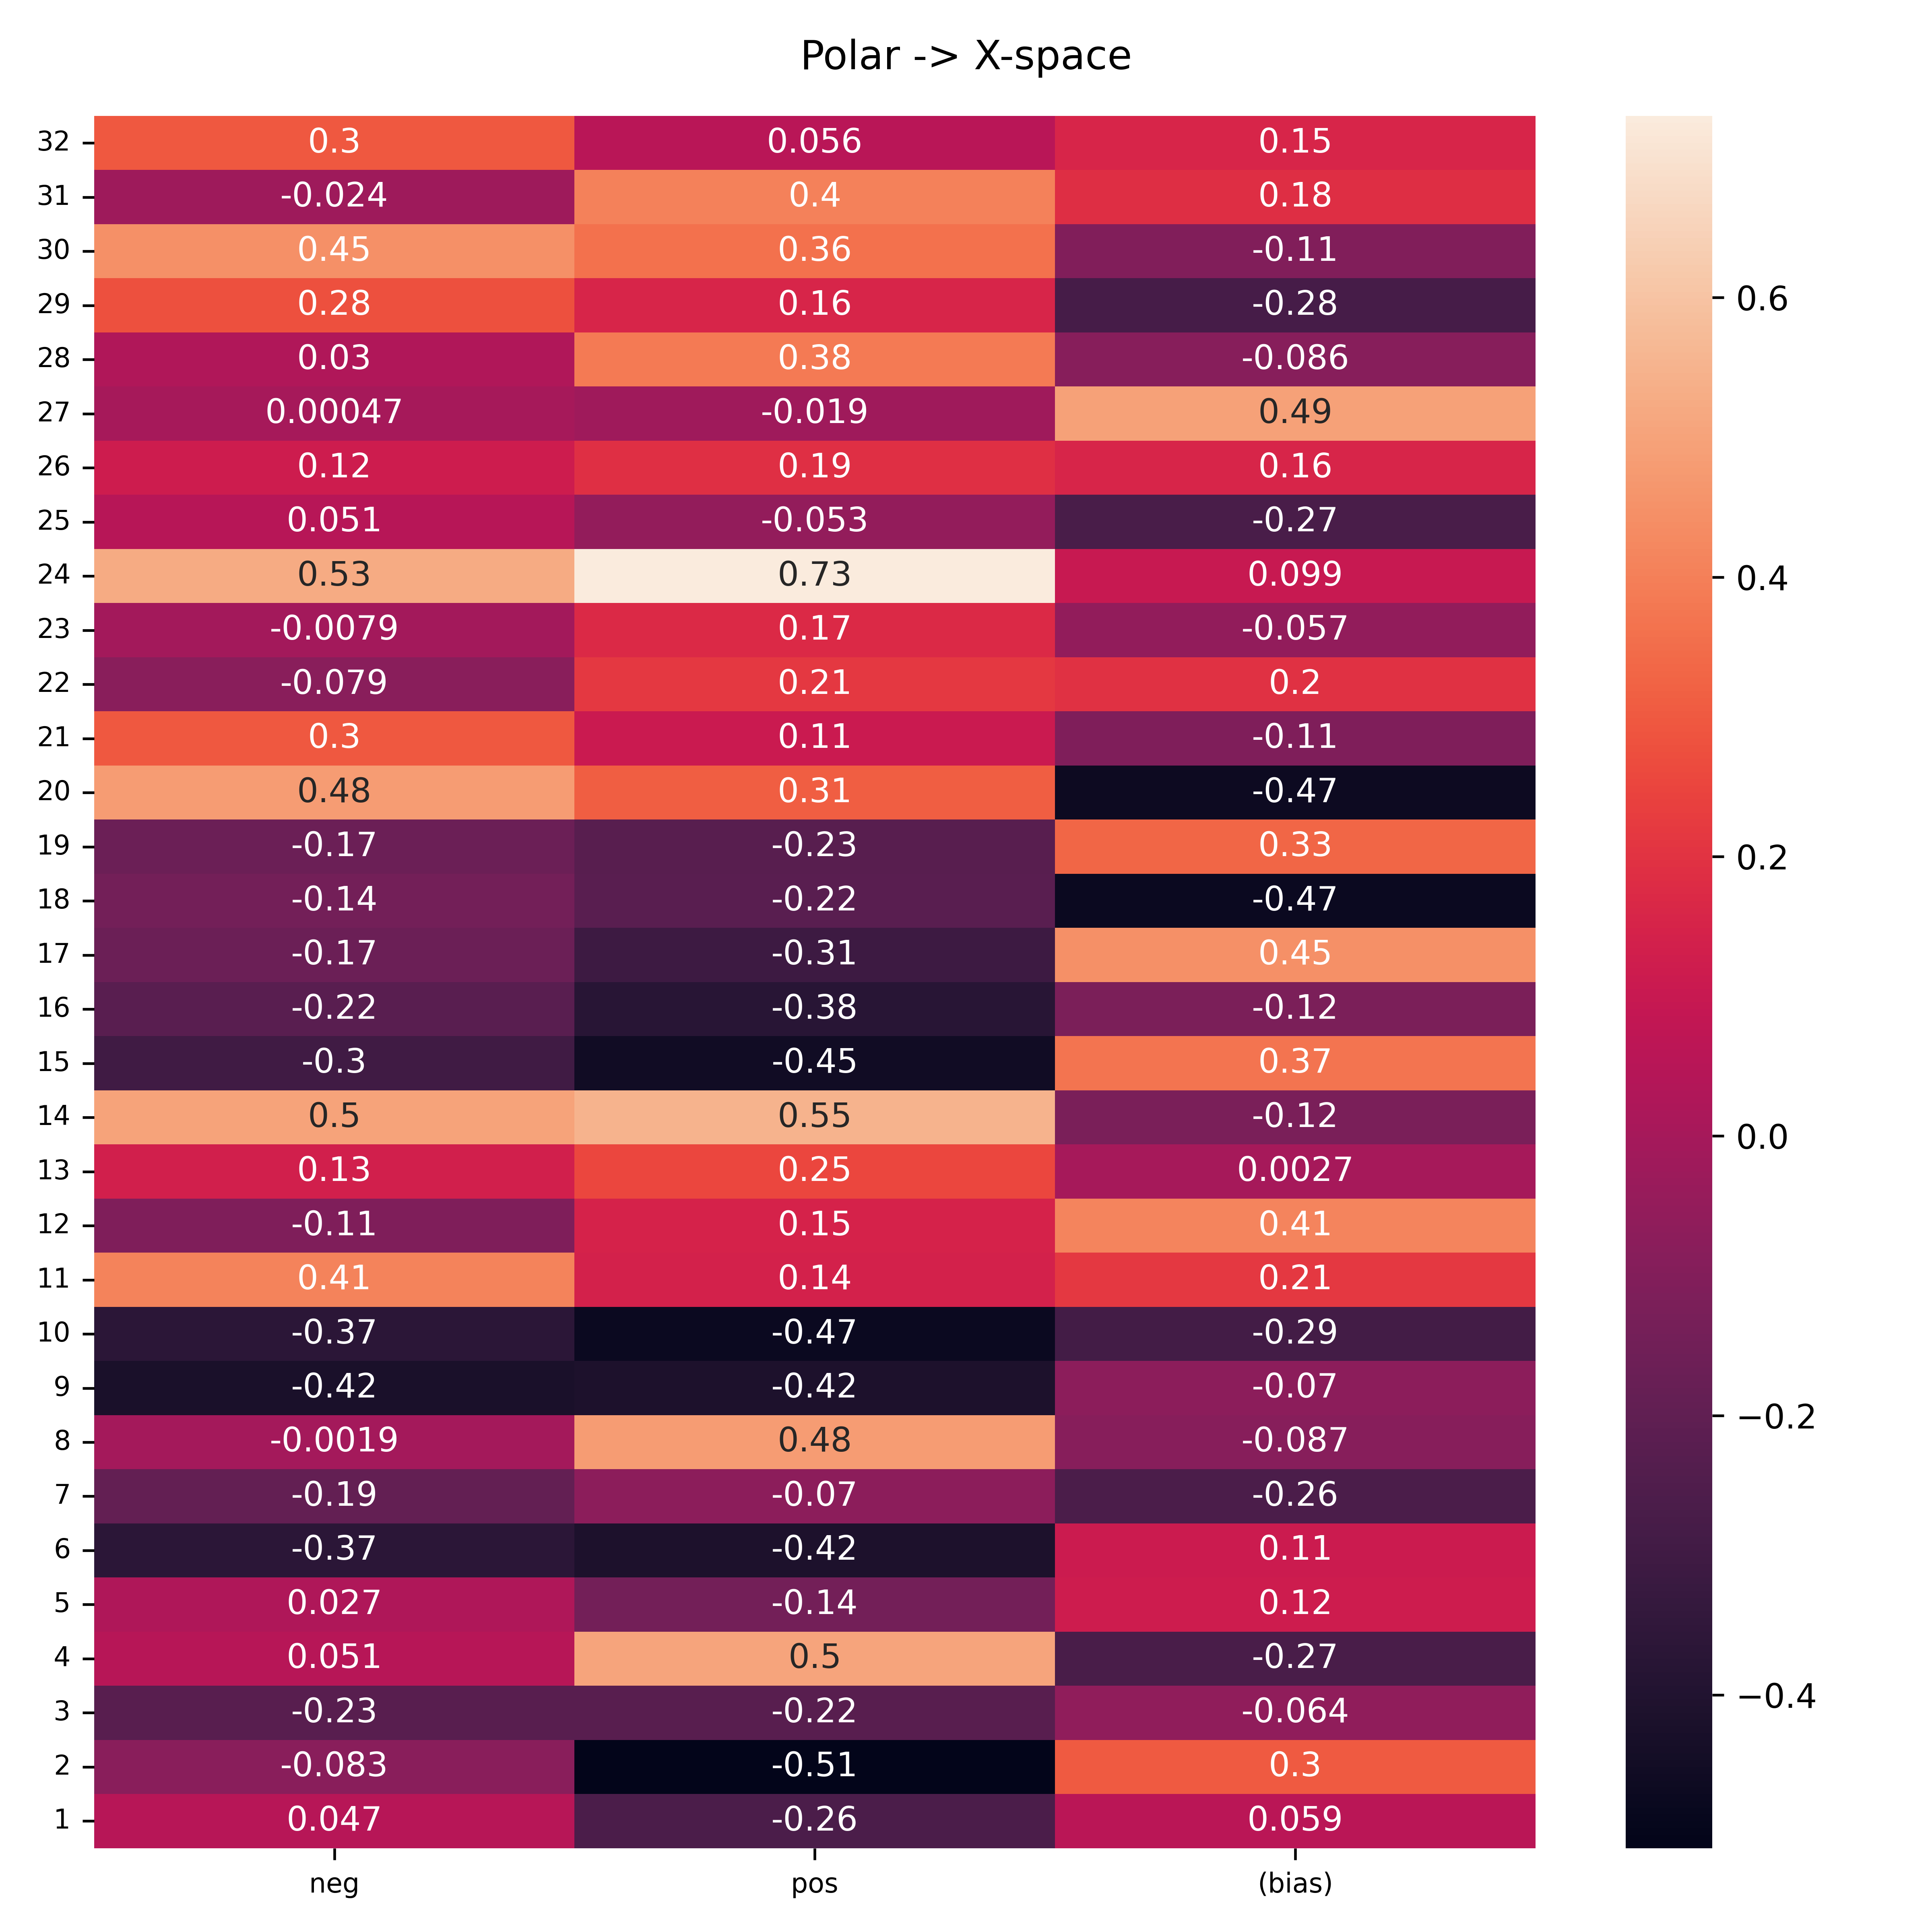 Polar -> X-space
32 0.3 0.056 0.15
31 -0.024 0.4 0.18
30 0.45 0.36 -0.11
29 0.28 0.16 -0.28
28 0.03 0.38 -0.086
27 0.00047 -0.019 0.49
26 0.12 0.19 0.16
25 0.051 -0.053 -0.27
24 0.53 0.73 0.099
23 -0.0079 0.17 -0.057
22 -0.079 0.21 0.2
21 0.3 0.11 -0.11
20 0.48 0.31 -0.47
19 -0.17 -0.23 0.33
18 -0.14 -0.22 -0.47
17 -0.17 -0.31 0.45
16 -0.22 -0.38 -0.12
15 -0.3 -0.45 0.37
14 0.5 0.55 -0.12
13 0.13 0.25 0.0027
12 -0.11 0.15 0.41
11 0.41 0.14 0.21
10 -0.37 -0.47 -0.29
9 -0.42 -0.42 -0.07
8 -0.0019 0.48 -0.087
7 -0.19 -0.07 -0.26
6 -0.37 -0.42 0.11
5 0.027 -0.14 0.12
4 0.051 0.5 -0.27
3 -0.23 -0.22 -0.064
2 -0.083 -0.51 0.3
1 0.047 -0.26 0.059
neg pos (bias)
0.6
0.4
0.2
0.0
−0.2
−0.4